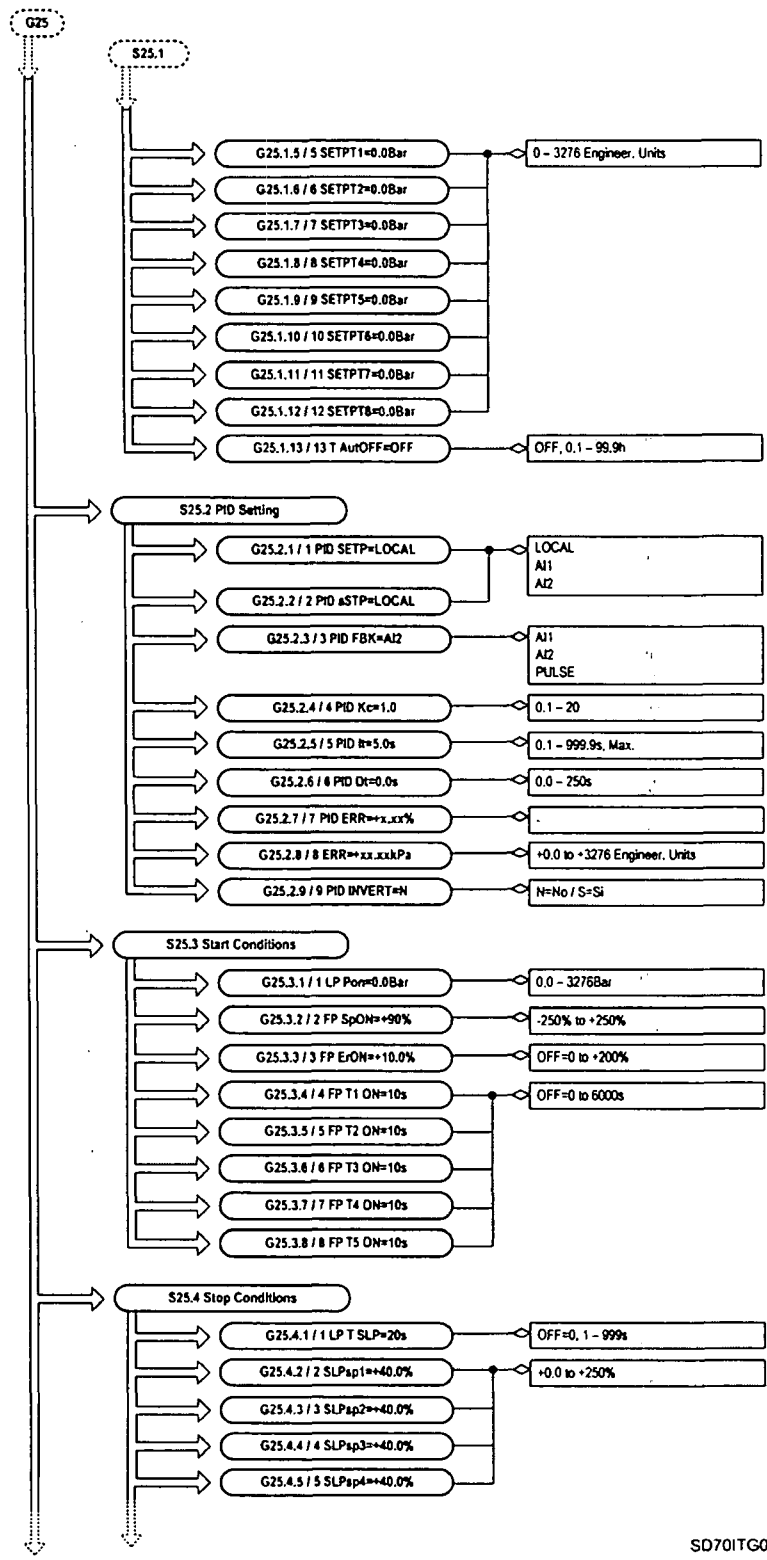 G25
S25.1
G25.1.5 / 5 SETPT1=0.0Bar
0 – 3276 Engineer. Units
G25.1.6 / 6 SETPT2=0.0Bar
G25.1.7 / 7 SETPT3=0.0Bar
G25.1.8 / 8 SETPT4=0.0Bar
G25.1.9 / 9 SETPT5=0.0Bar
G25.1.10 / 10 SETPT6=0.0Bar
G25.1.11 / 11 SETPT7=0.0Bar
G25.1.12 / 12 SETPT8=0.0Bar
G25.1.13 / 13 T AutOFF=OFF
OFF, 0.1 – 99.9h
S25.2 PID Setting
G25.2.1 / 1 PID SETP=LOCAL
LOCAL
AI1
AI2
G25.2.2 / 2 PID aSTP=LOCAL
G25.2.3 / 3 PID FBK=AI2
AI1
AI2
PULSE
G25.2.4 / 4 PID Kc=1.0
0.1 – 20
G25.2.5 / 5 PID It=5.0s
0.1 – 999.9s, Max.
G25.2.6 / 6 PID Dt=0.0s
0.0 – 250s
G25.2.7 / 7 PID ERR=+x.xx%
-
G25.2.8 / 8 ERR=+xx.xxkPa
+0.0 to +3276 Engineer. Units
G25.2.9 / 9 PID INVERT=N
N=No / S=Si
S25.3 Start Conditions
G25.3.1 / 1 LP Pon=0.0Bar
0.0 – 3276Bar
G25.3.2 / 2 FP SpON=+90%
-250% to +250%
G25.3.3 / 3 FP ErON=+10.0%
OFF=0 to +200%
G25.3.4 / 4 FP T1 ON=10s
OFF=0 to 6000s
G25.3.5 / 5 FP T2 ON=10s
G25.3.6 / 6 FP T3 ON=10s
G25.3.7 / 7 FP T4 ON=10s
G25.3.8 / 8 FP T5 ON=10s
S25.4 Stop Conditions
G25.4.1 / 1 LP T SLP=20s
OFF=0, 1 – 999s
G25.4.2 / 2 SLPsp1=+40.0%
+0.0 to +250%
G25.4.3 / 3 SLPsp2=+40.0%
G25.4.4 / 4 SLPsp3=+40.0%
G25.4.5 / 5 SLPsp4=+40.0%
SD70ITG0